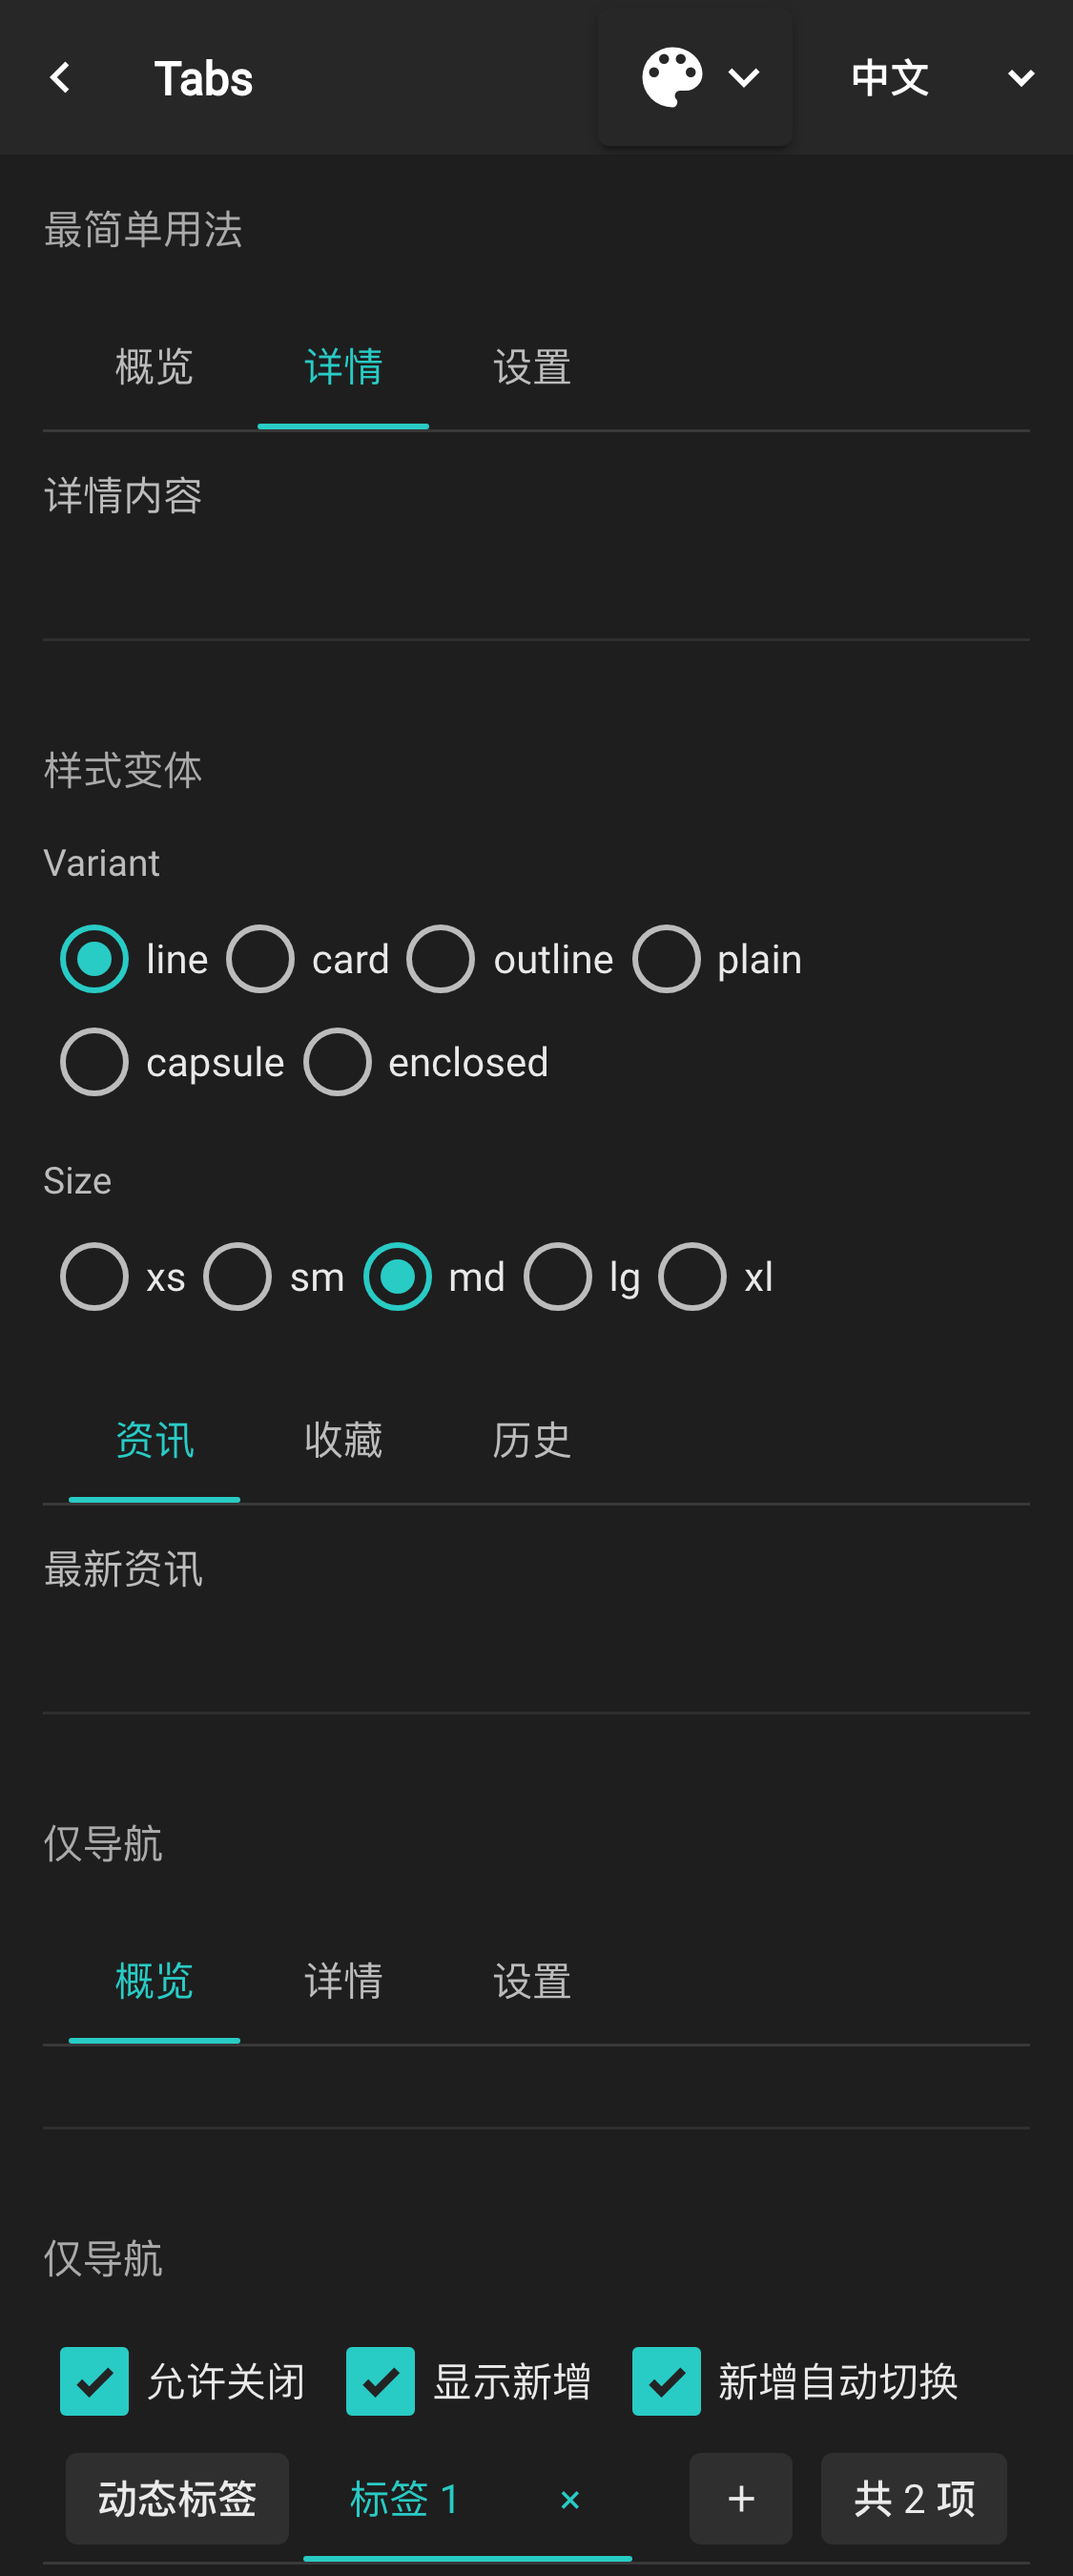 Tabs 中文
最简单用法
概览 详情 设置
详情内容
样式变体
Variant
line card outline plain
capsule enclosed
Size
xs sm md lg xl
资讯 收藏 历史
最新资讯
仅导航
概览 详情 设置
仅导航
允许关闭 显示新增 新增自动切换
动态标签 标签 1 × + 共 2 项